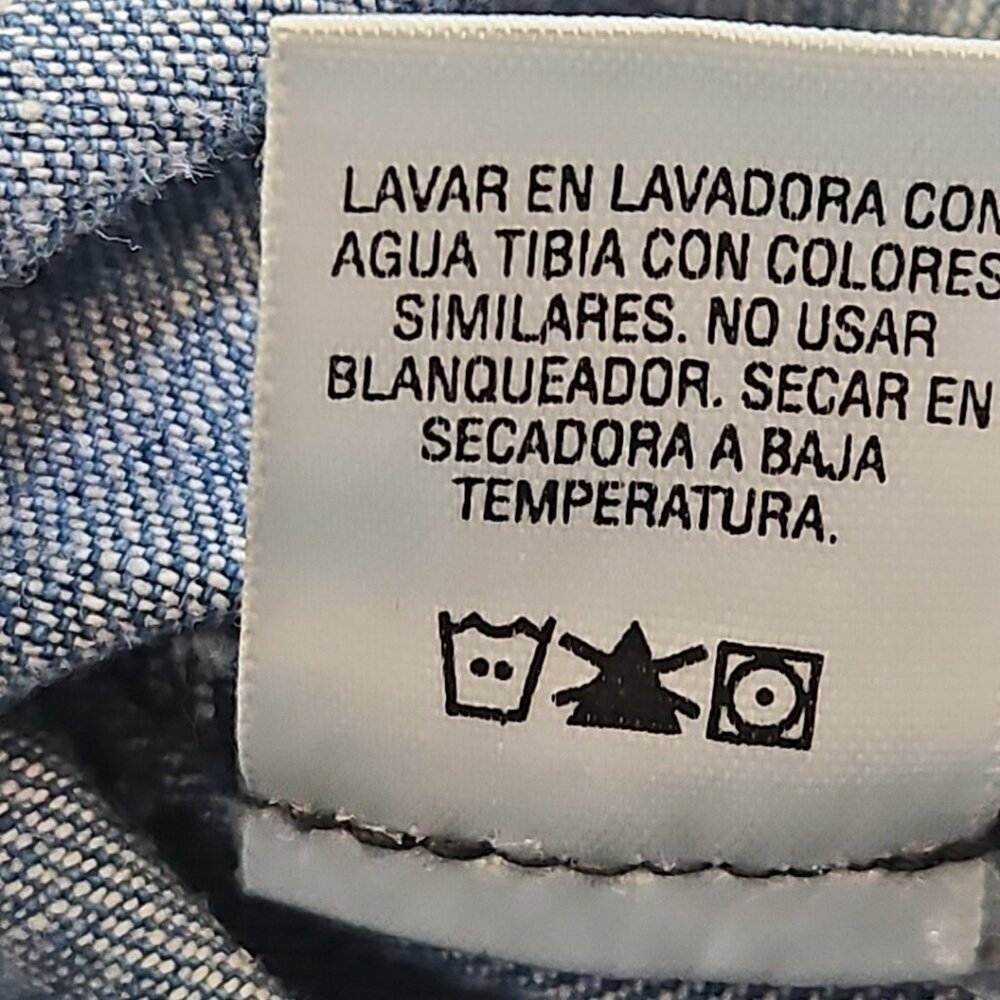 LAVAR EN LAVADORA CON
AGUA TIBIA CON COLORES
SIMILARES. NO USAR
BLANQUEADOR. SECAR EN
SECADORA A BAJA
TEMPERATURA.